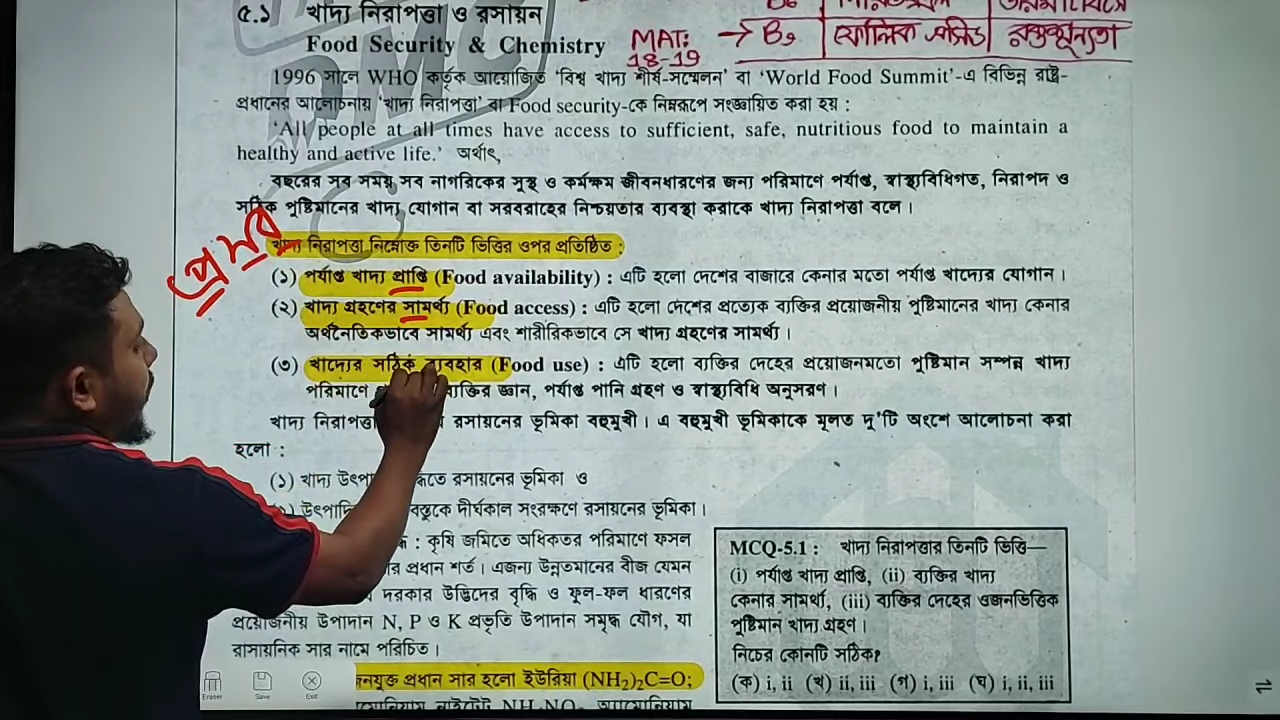 ৫.১ খাদ্য নিরাপত্তা ও রসায়ন
Food Security & Chemistry
MAT: 18-19
→ B₉ ফোলিক এসিড রক্তশূন্যতা
1996 সালে WHO কর্তৃক আয়োজিত 'বিশ্ব খাদ্য শীর্ষ-সম্মেলন' বা 'World Food Summit'-এ বিভিন্ন রাষ্ট্র-
প্রধানের আলোচনায় 'খাদ্য নিরাপত্তা' বা Food security-কে নিম্নরূপে সংজ্ঞায়িত করা হয় :
'All people at all times have access to sufficient, safe, nutritious food to maintain a
healthy and active life.' অর্থাৎ,
বছরের সব সময় সব নাগরিকের সুস্থ ও কর্মক্ষম জীবনধারণের জন্য পরিমাণে পর্যাপ্ত, স্বাস্থ্যবিধিগত, নিরাপদ ও
সঠিক পুষ্টিমানের খাদ্য যোগান বা সরবরাহের নিশ্চয়তার ব্যবস্থা করাকে খাদ্য নিরাপত্তা বলে।
খাদ্য নিরাপত্তা নিম্নোক্ত তিনটি ভিত্তির ওপর প্রতিষ্ঠিত :
(১) পর্যাপ্ত খাদ্য প্রাপ্তি (Food availability) : এটি হলো দেশের বাজারে কেনার মতো পর্যাপ্ত খাদ্যের যোগান।
(২) খাদ্য গ্রহণের সামর্থ্য (Food access) : এটি হলো দেশের প্রত্যেক ব্যক্তির প্রয়োজনীয় পুষ্টিমানের খাদ্য কেনার
অর্থনৈতিকভাবে সামর্থ্য এবং শারীরিকভাবে সে খাদ্য গ্রহণের সামর্থ্য।
(৩) খাদ্যের সঠিক ব্যবহার (Food use) : এটি হলো ব্যক্তির দেহের প্রয়োজনমতো পুষ্টিমান সম্পন্ন খাদ্য
পরিমাণে ব্যক্তির জ্ঞান, পর্যাপ্ত পানি গ্রহণ ও স্বাস্থ্যবিধি অনুসরণ।
খাদ্য নিরাপত্তা রসায়নের ভূমিকা বহুমুখী। এ বহুমুখী ভূমিকাকে মূলত দু'টি অংশে আলোচনা করা
হলো :
(১) খাদ্য রসায়নের ভূমিকা ও
দীর্ঘকাল সংরক্ষণে রসায়নের ভূমিকা।
: কৃষি জমিতে অধিকতর পরিমাণে ফসল
প্রধান শর্ত। এজন্য উন্নতমানের বীজ যেমন
দরকার উদ্ভিদের বৃদ্ধি ও ফুল-ফল ধারণের
প্রয়োজনীয় উপাদান N, P ও K প্রভৃতি উপাদান সমৃদ্ধ যৌগ, যা
রাসায়নিক সার নামে পরিচিত।
প্রধান সার হলো ইউরিয়া (NH₂)₂C=O;
MCQ-5.1 : খাদ্য নিরাপত্তার তিনটি ভিত্তি—
(i) পর্যাপ্ত খাদ্য প্রাপ্তি, (ii) ব্যক্তির খাদ্য
কেনার সামর্থ্য, (iii) ব্যক্তির দেহের ওজনভিত্তিক
পুষ্টিমান খাদ্য গ্রহণ।
নিচের কোনটি সঠিক?
(ক) i, ii (খ) ii, iii (গ) i, iii (ঘ) i, ii, iii
Eraser Save Exit